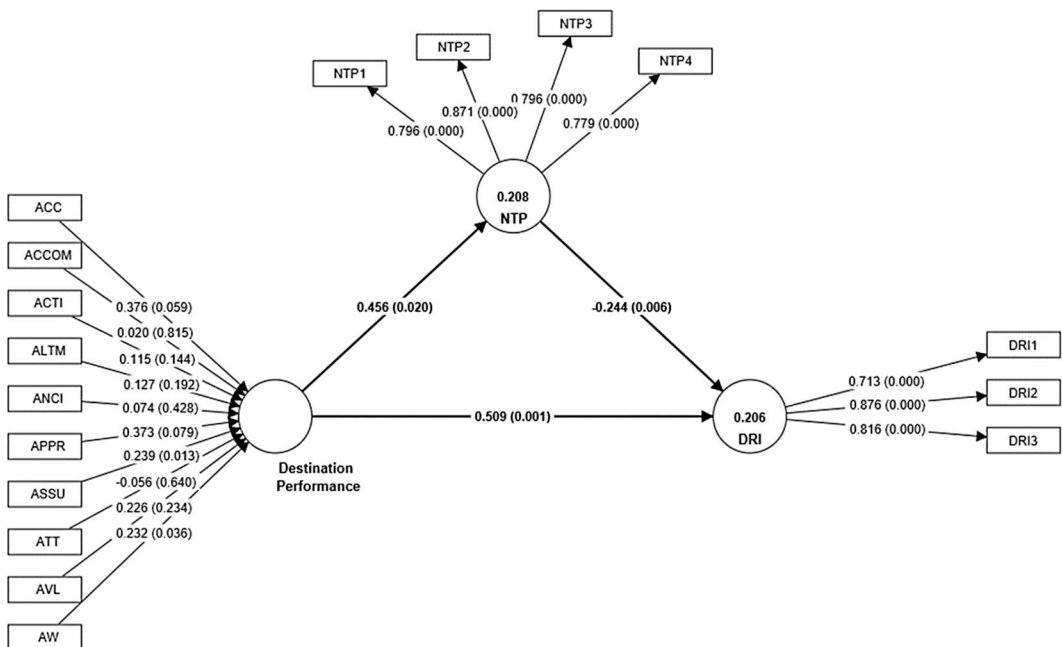 NTP3
NTP2
NTP4
NTP1
0.796 (0.000)
0.871 (0.000)
0.779 (0.000)
0.796 (0.000)
0.208
NTP
ACC
ACCOM
ACTI
ALTM
ANCI
APPR
ASSU
ATT
AVL
AW
0.376 (0.059)
0.020 (0.815)
0.115 (0.144)
0.127 (0.192)
0.074 (0.428)
0.373 (0.079)
0.239 (0.013)
-0.056 (0.640)
0.226 (0.234)
0.232 (0.036)
0.456 (0.020)
-0.244 (0.006)
0.509 (0.001)
Destination
Performance
0.206
DRI
0.713 (0.000)
0.876 (0.000)
0.816 (0.000)
DRI1
DRI2
DRI3